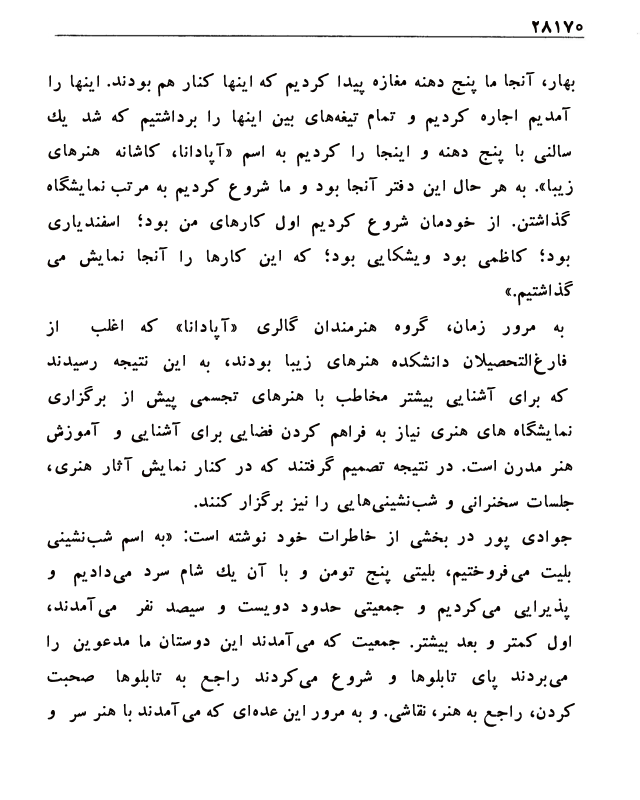 ۲۸۱۷۰
بهار، آنجا ما پنج دهنه مغازه پیدا کردیم که اینها کنار هم بودند. اینها را
آمدیم اجاره کردیم و تمام تیغه‌های بین اینها را برداشتیم که شد یك
سالنی با پنج دهنه و اینجا را کردیم به اسم «آپادانا، کاشانه هنرهای
زیبا». به هر حال این دفتر آنجا بود و ما شروع کردیم به مرتب نمایشگاه
گذاشتن. از خودمان شروع کردیم اول کارهای من بود؛ اسفندیاری
بود؛ کاظمی بود ویشکایی بود؛ که این کارها را آنجا نمایش می
گذاشتیم.»
به مرور زمان، گروه هنرمندان گالری «آپادانا» که اغلب از
فارغ‌التحصیلان دانشکده هنرهای زیبا بودند، به این نتیجه رسیدند
که برای آشنایی بیشتر مخاطب با هنرهای تجسمی پیش از برگزاری
نمایشگاه های هنری نیاز به فراهم کردن فضایی برای آشنایی و آموزش
هنر مدرن است. در نتیجه تصمیم گرفتند که در کنار نمایش آثار هنری،
جلسات سخنرانی و شب‌نشینی‌هایی را نیز برگزار کنند.
جوادی پور در بخشی از خاطرات خود نوشته است: «به اسم شب‌نشینی
بلیت می‌فروختیم، بلیتی پنج تومن و با آن یك شام سرد می‌دادیم و
پذیرایی می‌کردیم و جمعیتی حدود دویست و سیصد نفر می‌آمدند،
اول کمتر و بعد بیشتر. جمعیت که می‌آمدند این دوستان ما مدعوین را
می‌بردند پای تابلوها و شروع می‌کردند راجع به تابلوها صحبت
کردن، راجع به هنر، نقاشی. و به مرور این عده‌ای که می‌آمدند با هنر سر و